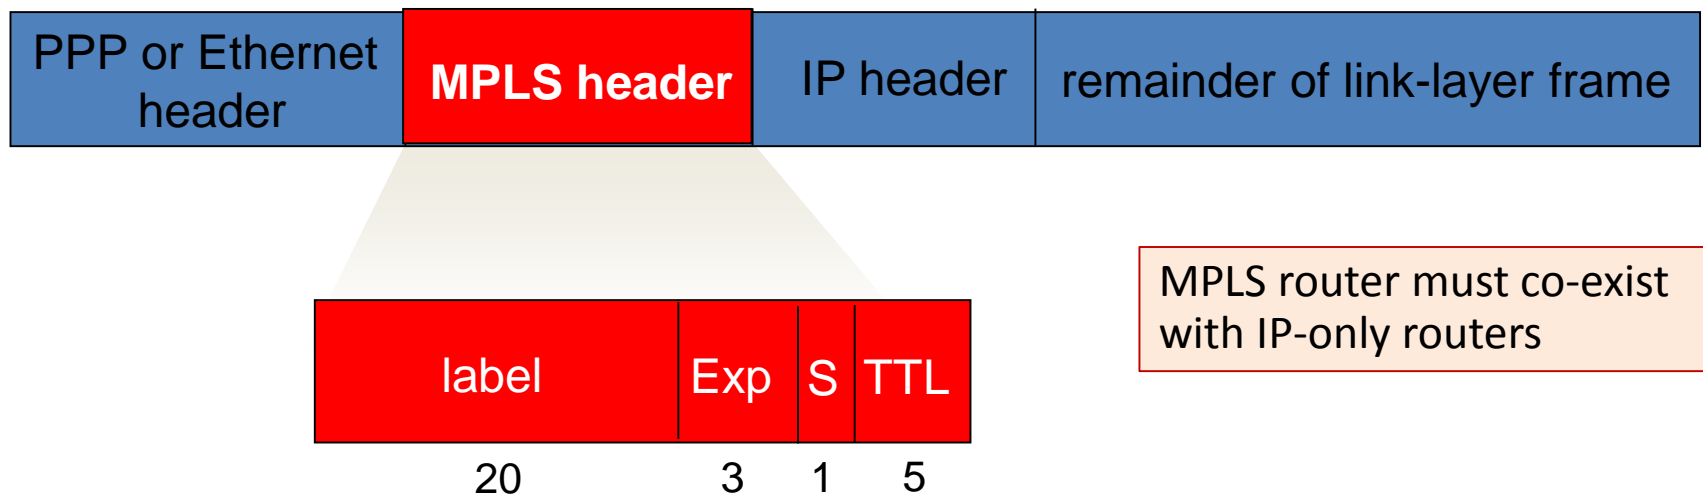 PPP or Ethernet
header
MPLS header
IP header
remainder of link-layer frame
MPLS router must co-exist
with IP-only routers
label
Exp
S
TTL
20
3
1
5